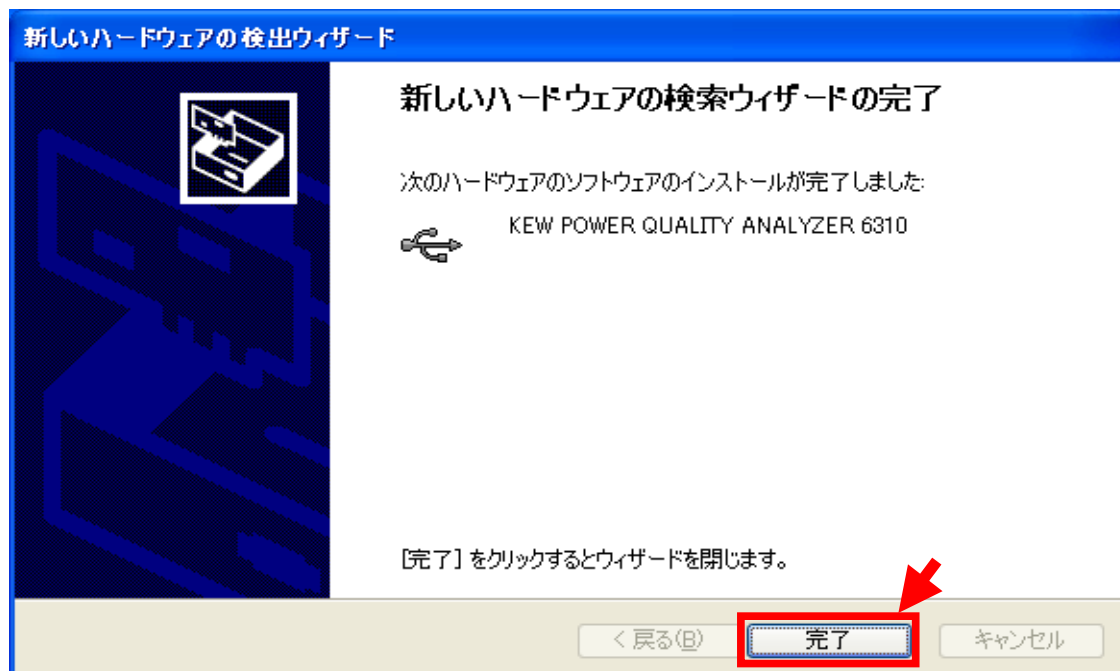 新しいハードウェアの検出ウィザード
新しいハードウェアの検索ウィザードの完了
次のハードウェアのソフトウェアのインストールが完了しました:
KEW POWER QUALITY ANALYZER 6310
[完了] をクリックするとウィザードを閉じます。
< 戻る(B) 完了 キャンセル